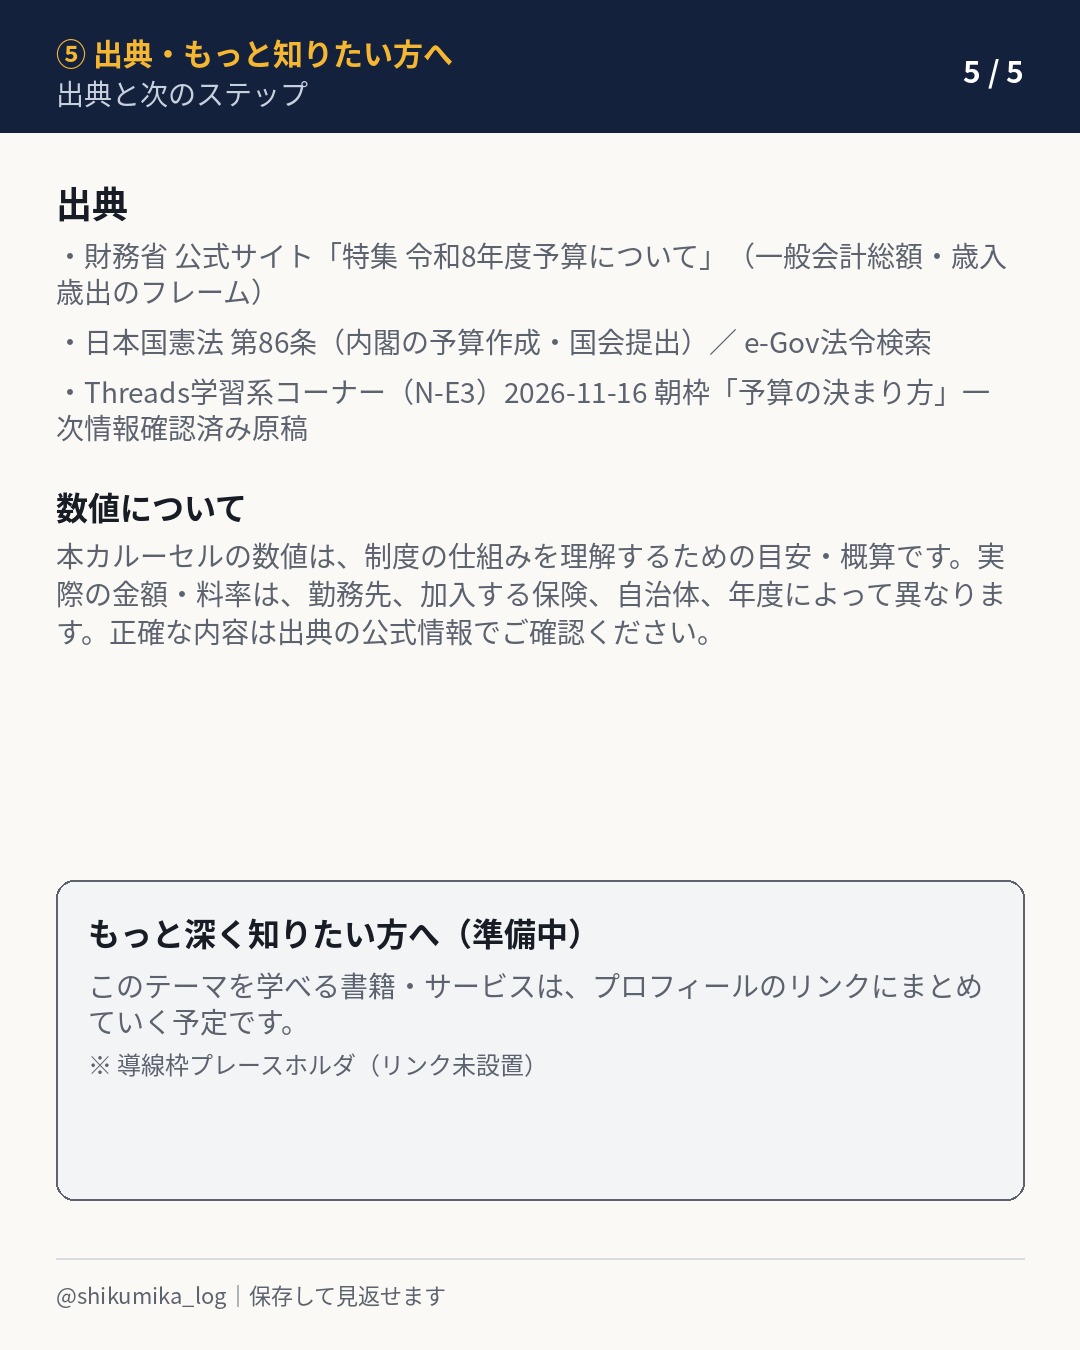 ⑤ 出典・もっと知りたい方へ
出典と次のステップ
5 / 5
出典
・財務省 公式サイト「特集 令和8年度予算について」（一般会計総額・歳入
歳出のフレーム）
・日本国憲法 第86条（内閣の予算作成・国会提出）／ e-Gov法令検索
・Threads学習系コーナー（N-E3）2026-11-16 朝枠「予算の決まり方」一
次情報確認済み原稿
数値について
本カルーセルの数値は、制度の仕組みを理解するための目安・概算です。実
際の金額・料率は、勤務先、加入する保険、自治体、年度によって異なりま
す。正確な内容は出典の公式情報でご確認ください。
もっと深く知りたい方へ（準備中）
このテーマを学べる書籍・サービスは、プロフィールのリンクにまとめ
ていく予定です。
※ 導線枠プレースホルダ（リンク未設置）
@shikumika_log｜保存して見返せます